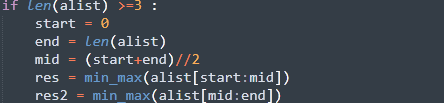 if len(alist) >=3 :
start = 0
end = len(alist)
mid = (start+end)//2
res = min_max(alist[start:mid])
res2 = min_max(alist[mid:end])